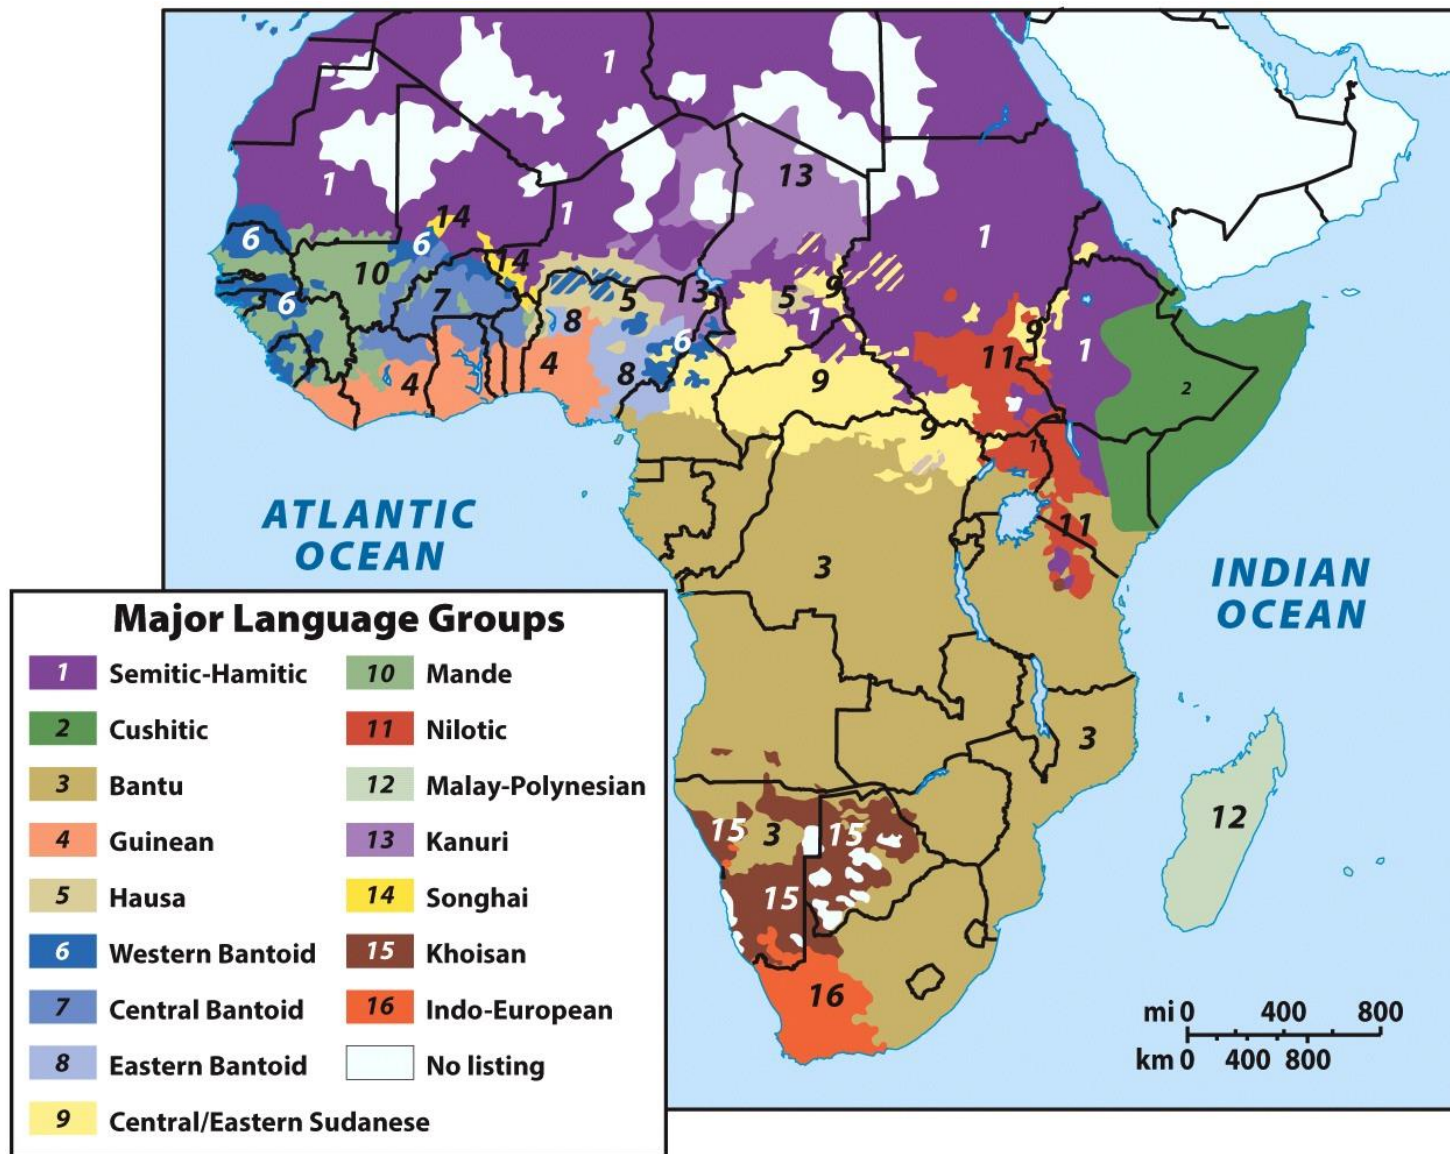 1
1
13
1
14
6
1
1
6
14
10
13
9
5
5
6
7
8
1
6
9
11
1
4
4
8
9
2
9
11
ATLANTIC
OCEAN
3
INDIAN
OCEAN
3
12
15
3
15
15
16
Major Language Groups
1 Semitic-Hamitic
2 Cushitic
3 Bantu
4 Guinean
5 Hausa
6 Western Bantoid
7 Central Bantoid
8 Eastern Bantoid
9 Central/Eastern Sudanese
10 Mande
11 Nilotic
12 Malay-Polynesian
13 Kanuri
14 Songhai
15 Khoisan
16 Indo-European
No listing
mi 0 400 800
km 0 400 800